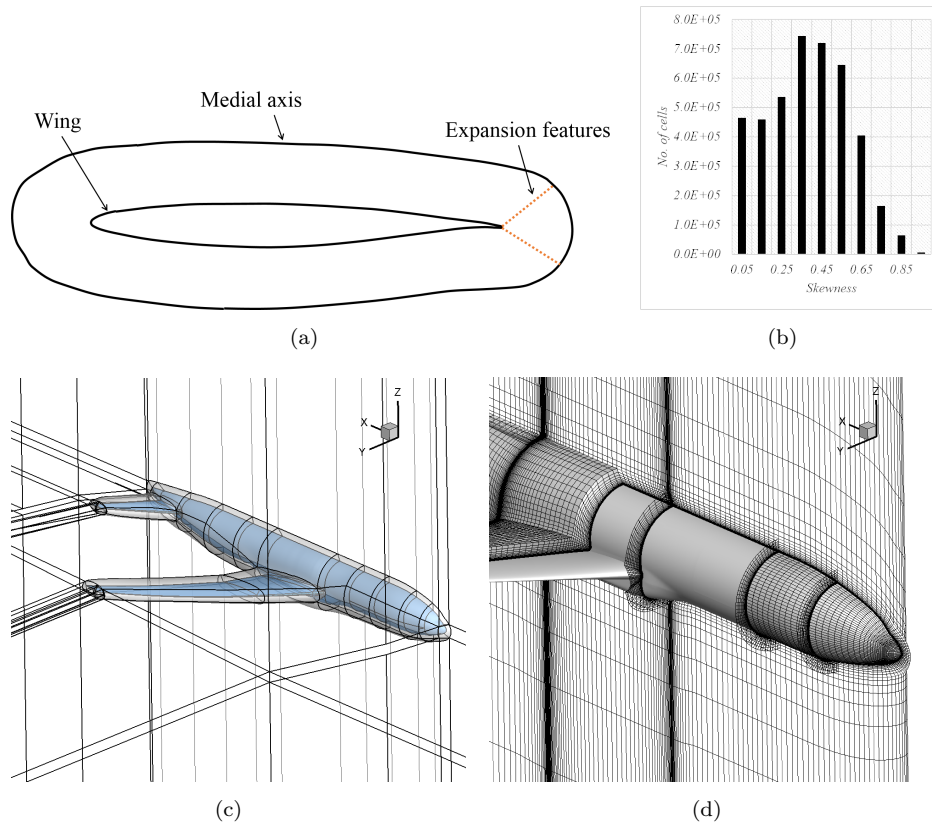 Medial axis
Wing
Expansion features
(a)
8.0E+05
7.0E+05
6.0E+05
5.0E+05
4.0E+05
3.0E+05
2.0E+05
1.0E+05
0.0E+00
No. of cells
0.05 0.25 0.45 0.65 0.85
Skewness
(b)
Z
X
Y
(c)
Z
X
Y
(d)